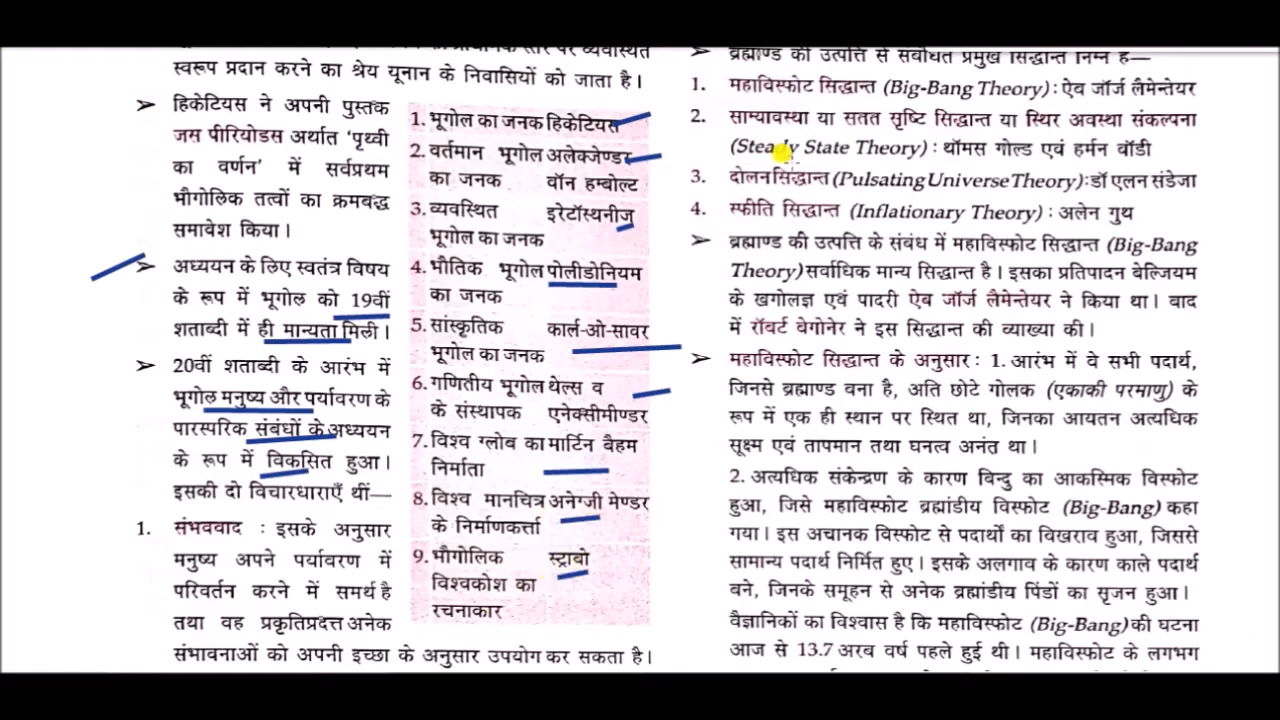 स्वरूप प्रदान करने का श्रेय यूनान के निवासियों को जाता है।
➢ हिकेटियस ने अपनी पुस्तक
जस पीरियोडस अर्थात 'पृथ्वी
का वर्णन' में सर्वप्रथम
भौगोलिक तत्वों का क्रमबद्ध
समावेश किया।
➢ अध्ययन के लिए स्वतंत्र विषय
के रूप में भूगोल को 19वीं
शताब्दी में ही मान्यता मिली।
➢ 20वीं शताब्दी के आरंभ में
भूगोल मनुष्य और पर्यावरण के
पारस्परिक संबंधों के अध्ययन
के रूप में विकसित हुआ।
इसकी दो विचारधाराएँ थीं—
1. संभववाद : इसके अनुसार
मनुष्य अपने पर्यावरण में
परिवर्तन करने में समर्थ है
तथा वह प्रकृतिप्रदत्त अनेक
संभावनाओं को अपनी इच्छा के अनुसार उपयोग कर सकता है।
1. भूगोल का जनक हिकेटियस
2. वर्तमान भूगोल अलेक्जेण्डर
का जनक वॉन हम्बोल्ट
3. व्यवस्थित इरेटॉस्थनीज
भूगोल का जनक
4. भौतिक भूगोल पोलीडोनियम
का जनक
5. सांस्कृतिक कार्ल-ओ-सावर
भूगोल का जनक
6. गणितीय भूगोल थेल्स व
के संस्थापक एनेक्सीमीण्डर
7. विश्व ग्लोब का मार्टिन बैहम
निर्माता
8. विश्व मानचित्र अनेग्जी मेण्डर
के निर्माणकर्त्ता
9. भौगोलिक स्ट्राबो
विश्वकोश का
रचनाकार
➢ ब्रह्माण्ड की उत्पत्ति से संबंधित प्रमुख सिद्धान्त निम्न हैं—
1. महाविस्फोट सिद्धान्त (Big-Bang Theory) : ऐब जॉर्ज लैमेन्तेयर
2. साम्यावस्था या सतत सृष्टि सिद्धान्त या स्थिर अवस्था संकल्पना
(Steady State Theory) : थॉमस गोल्ड एवं हर्मन बॉडी
3. दोलन सिद्धान्त (Pulsating Universe Theory) : डॉ एलन संडेजा
4. स्फीति सिद्धान्त (Inflationary Theory) : अलेन गुथ
➢ ब्रह्माण्ड की उत्पत्ति के संबंध में महाविस्फोट सिद्धान्त (Big-Bang
Theory) सर्वाधिक मान्य सिद्धान्त है। इसका प्रतिपादन बेल्जियम
के खगोलज्ञ एवं पादरी ऐब जॉर्ज लैमेन्तेयर ने किया था। बाद
में रॉबर्ट वेगोनेर ने इस सिद्धान्त की व्याख्या की।
➢ महाविस्फोट सिद्धान्त के अनुसार : 1. आरंभ में वे सभी पदार्थ,
जिनसे ब्रह्माण्ड बना है, अति छोटे गोलक (एकाकी परमाणु) के
रूप में एक ही स्थान पर स्थित था, जिनका आयतन अत्यधिक
सूक्ष्म एवं तापमान तथा घनत्व अनंत था।
2. अत्यधिक संकेन्द्रण के कारण बिन्दु का आकस्मिक विस्फोट
हुआ, जिसे महाविस्फोट ब्रह्मांडीय विस्फोट (Big-Bang) कहा
गया। इस अचानक विस्फोट से पदार्थों का बिखराव हुआ, जिससे
सामान्य पदार्थ निर्मित हुए। इसके अलगाव के कारण काले पदार्थ
बने, जिनके समूहन से अनेक ब्रह्मांडीय पिंडों का सृजन हुआ।
वैज्ञानिकों का विश्वास है कि महाविस्फोट (Big-Bang) की घटना
आज से 13.7 अरब वर्ष पहले हुई थी। महाविस्फोट के लगभग